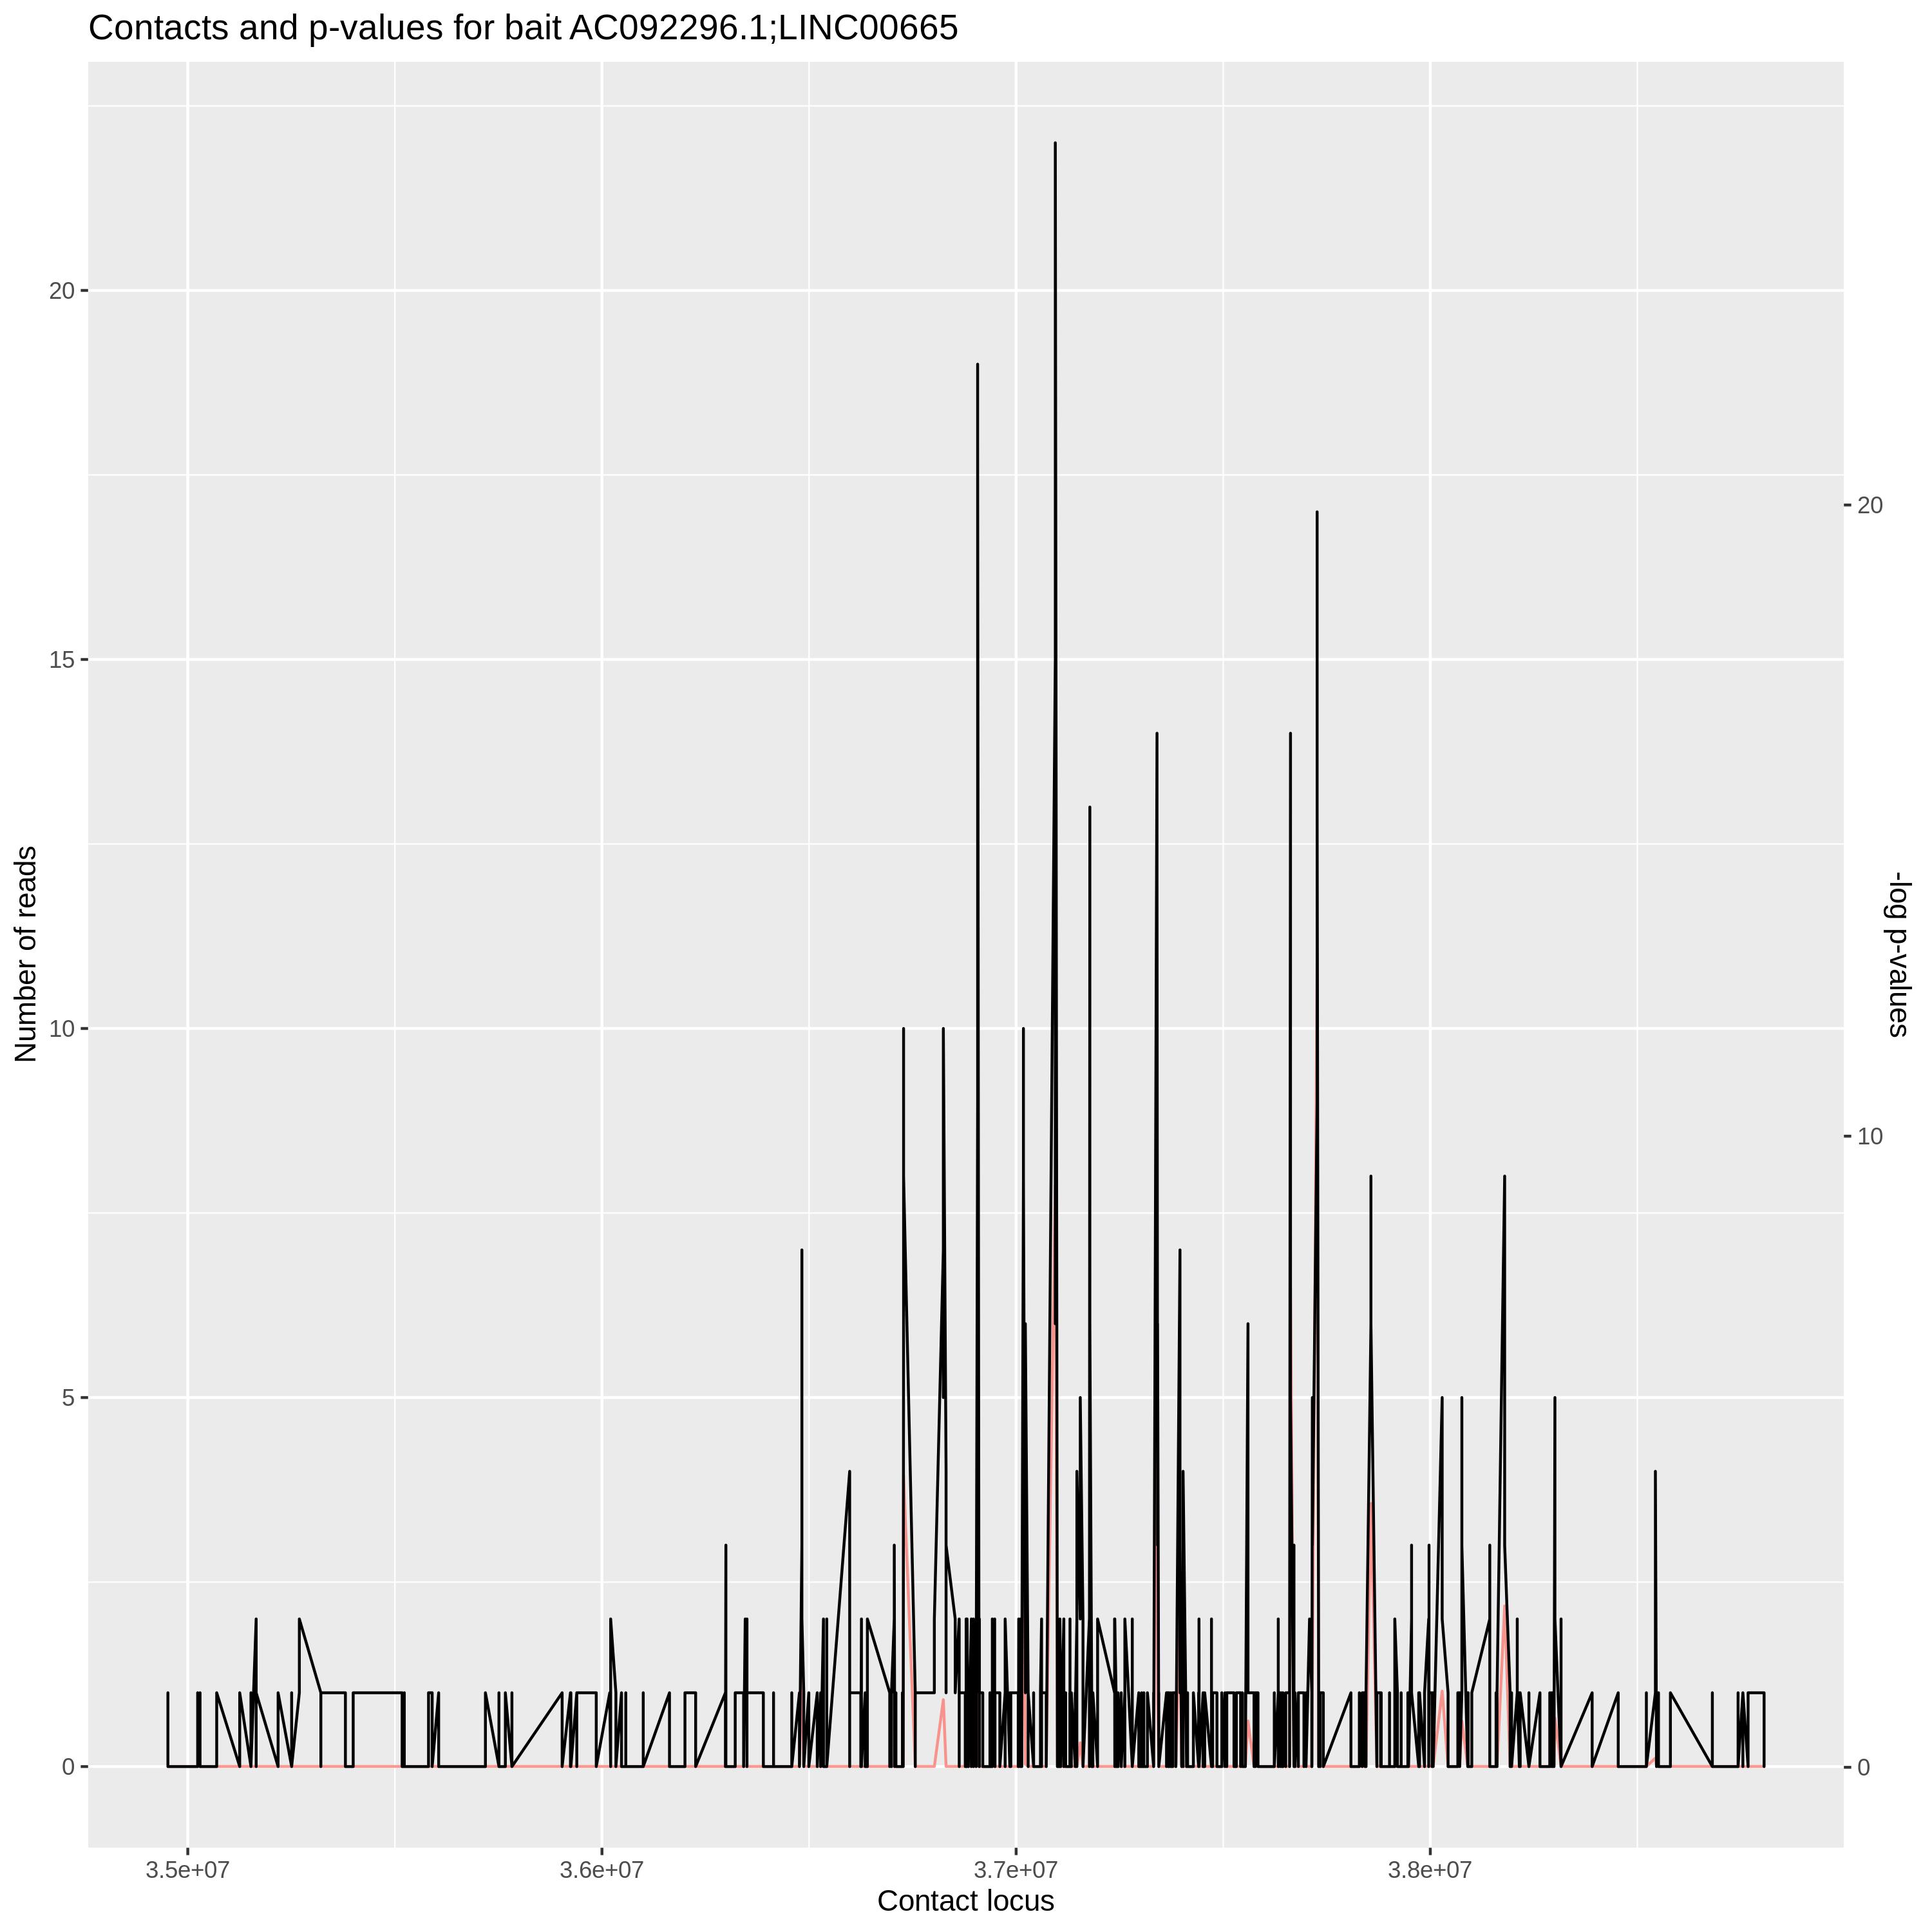 Contacts and p-values for bait AC092296.1;LINC00665
Number of reads
20
15
10
5
0
20
10
0
-log p-values
3.5e+07
3.6e+07
3.7e+07
3.8e+07
Contact locus